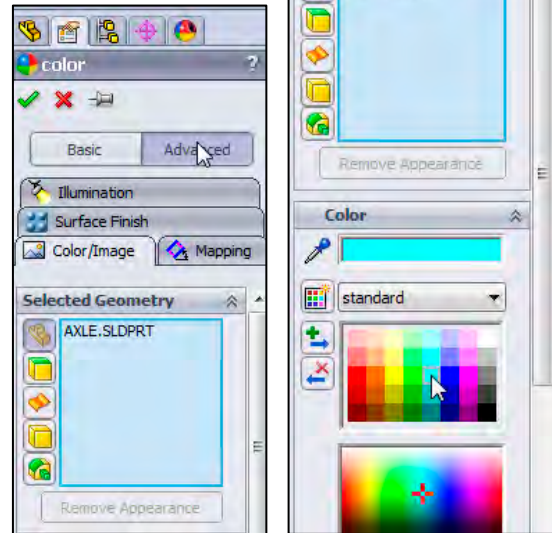 color ?
Basic Advanced
Illumination
Surface Finish
Color/Image Mapping
Selected Geometry
AXLE.SLDPRT
Remove Appearance
Remove Appearance
Color
standard